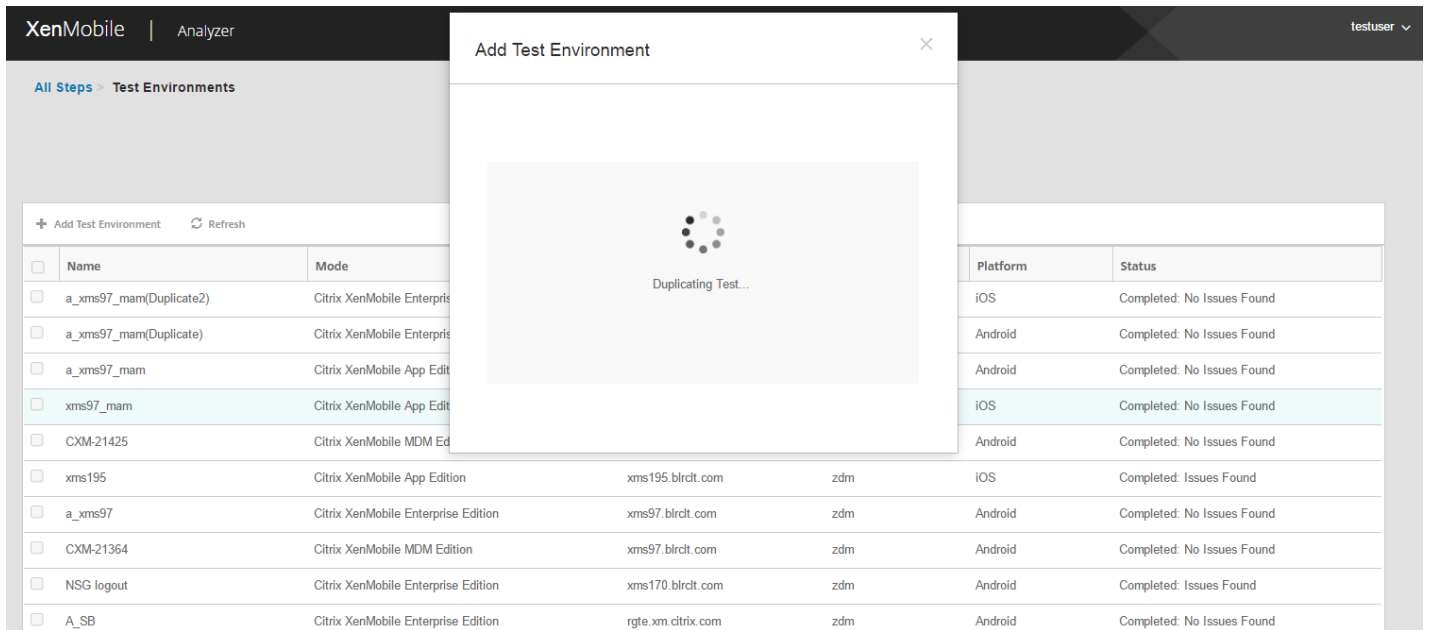 XenMobile | Analyzer
testuser
Add Test Environment
All Steps > Test Environments
Duplicating Test...
Add Test Environment Refresh
Name Mode Platform Status
a_xms97_mam(Duplicate2) Citrix XenMobile iOS Completed: No Issues Found
a_xms97_mam(Duplicate) Citrix XenMobile Android Completed: No Issues Found
a_xms97_mam Citrix XenMobile App Android Completed: No Issues Found
xms97_mam Citrix XenMobile App iOS Completed: No Issues Found
CXM-21425 Citrix XenMobile MDM Android Completed: No Issues Found
xms195 Citrix XenMobile App Edition xms195.blrclt.com zdm iOS Completed: Issues Found
a_xms97 Citrix XenMobile Enterprise Edition xms97.blrclt.com zdm Android Completed: No Issues Found
CXM-21364 Citrix XenMobile MDM Edition xms97.blrclt.com zdm Android Completed: No Issues Found
NSG logout Citrix XenMobile Enterprise Edition xms170.blrclt.com zdm Android Completed: Issues Found
A_SB Citrix XenMobile Enterprise Edition rgte.xm.citrix.com zdm Android Completed: No Issues Found